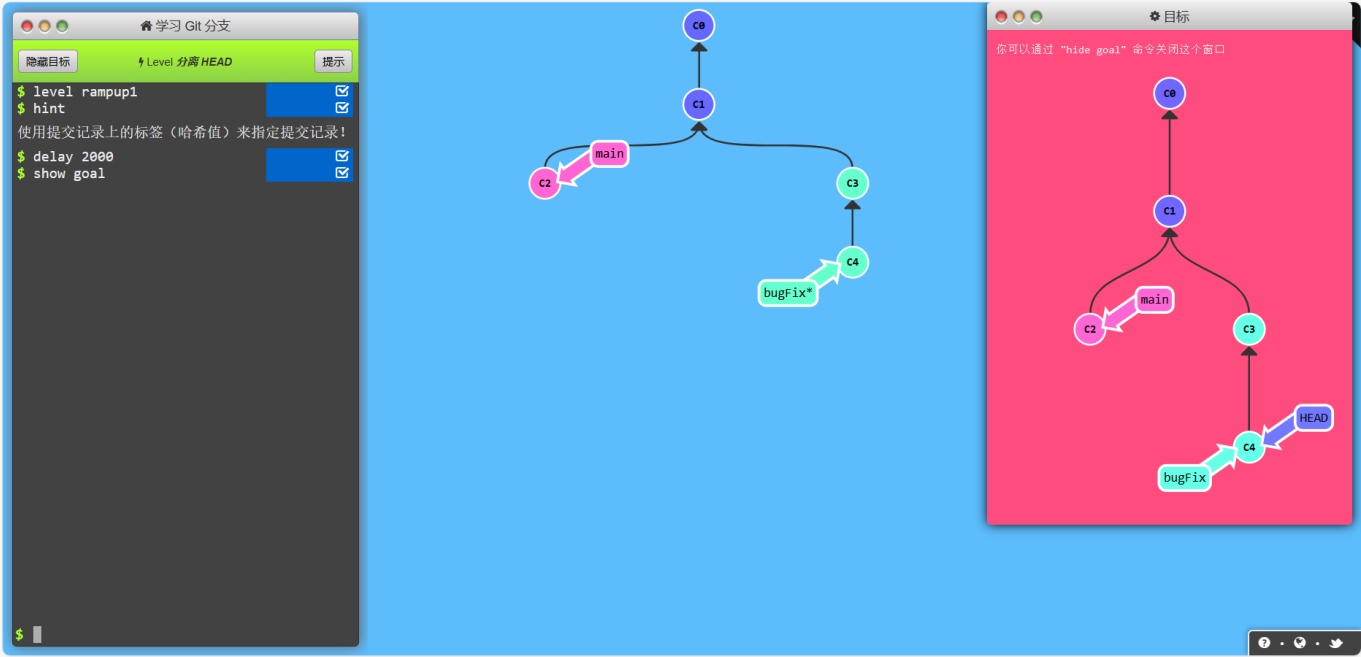 学习 Git 分支
隐藏目标
Level 分离 HEAD
提示
$ level rampup1
$ hint
使用提交记录上的标签（哈希值）来指定提交记录！
$ delay 2000
$ show goal
$
C0
C1
main
C2
C3
C4
bugFix*
目标
你可以通过 "hide goal" 命令关闭这个窗口
C0
C1
main
C2
C3
HEAD
C4
bugFix